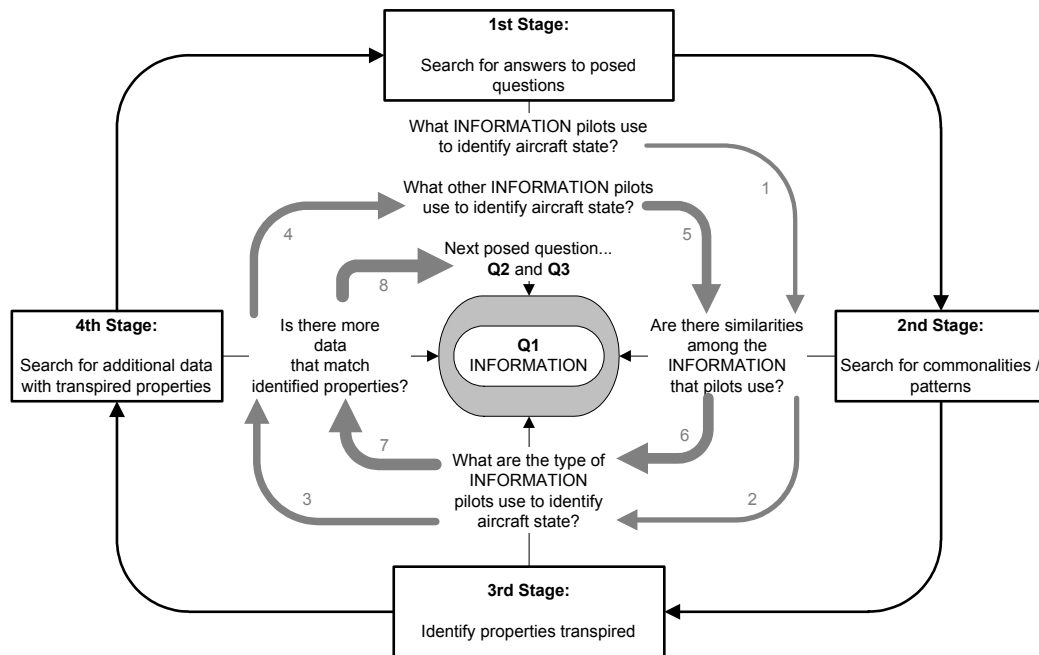 1st Stage:
Search for answers to posed
questions
What INFORMATION pilots use
to identify aircraft state?
1
What other INFORMATION pilots
use to identify aircraft state?
4
5
Next posed question...
Q2 and Q3
8
4th Stage:
Search for additional data
with transpired properties
Is there more
data
that match
identified properties?
Q1
INFORMATION
Are there similarities
among the
INFORMATION
that pilots use?
2nd Stage:
Search for commonalities /
patterns
7
6
What are the type of
INFORMATION
pilots use to identify
aircraft state?
3
2
3rd Stage:
Identify properties transpired